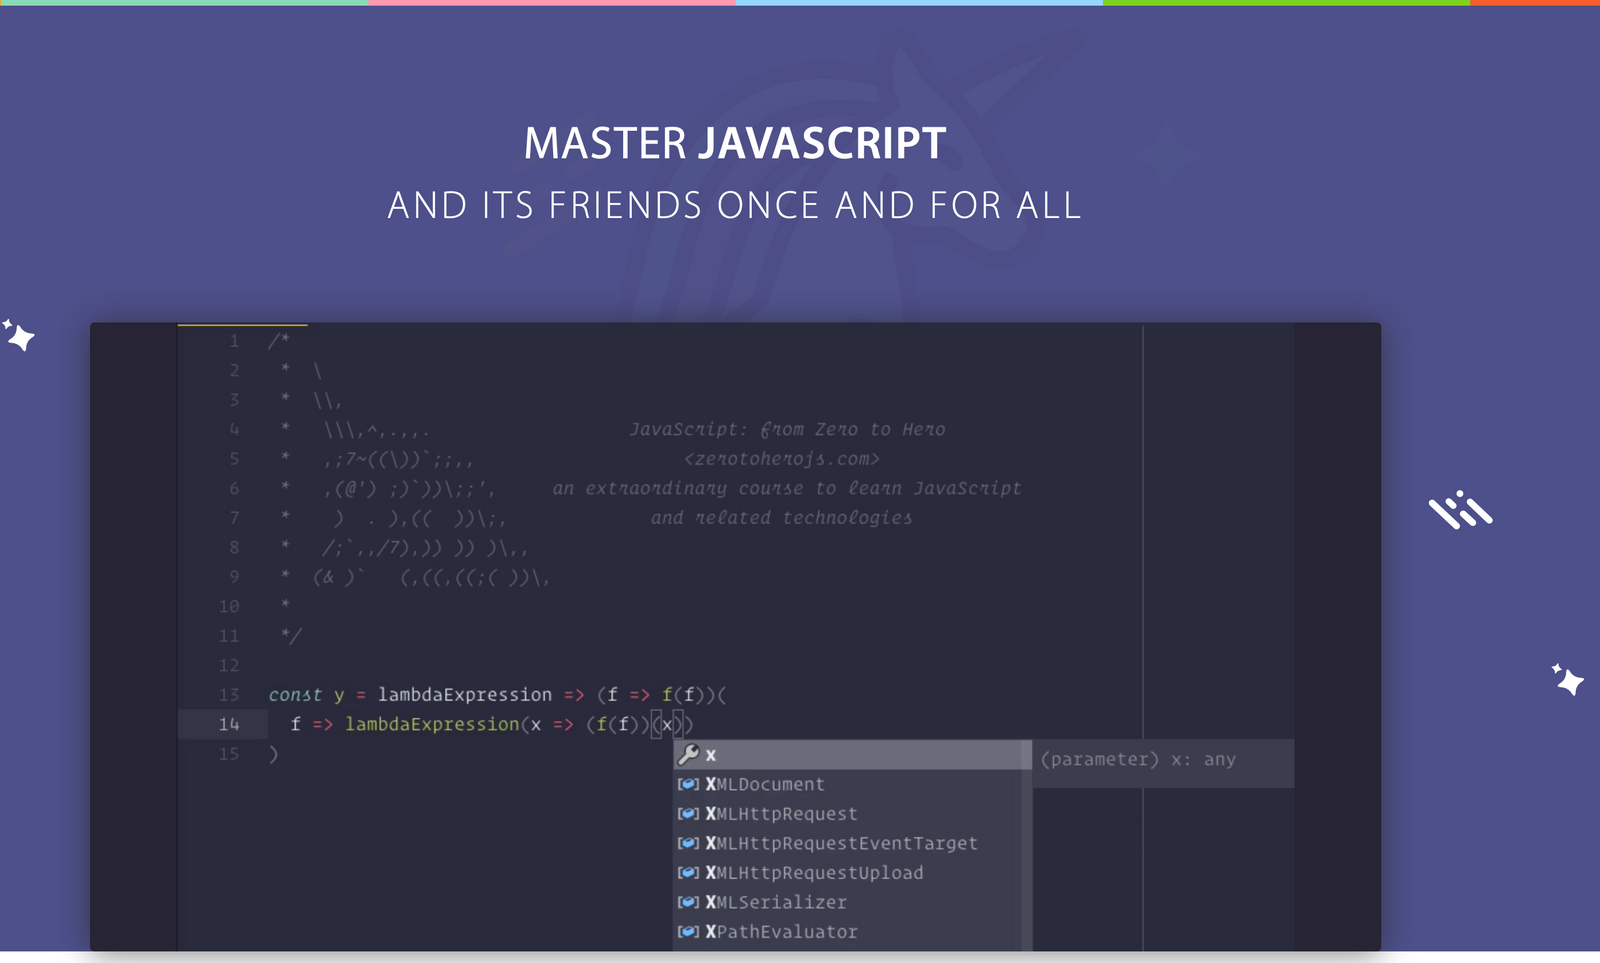 MASTER JAVASCRIPT
AND ITS FRIENDS ONCE AND FOR ALL
1 /*
2  *  \
3  *  \\,
4  *   \\\,^,.,,.                  JavaScript: from Zero to Hero
5  *   ,;7~((\))`;;,,                   <zerotoherojs.com>
6  *   ,(@') ;)`))\;;',     an extraordinary course to learn JavaScript
7  *    )  . ),((  ))\;,             and related technologies
8  *   /;`,,/7),)) )) )\,,
9  *  (& )`   (,((,((;( ))\,
10  *
11  */
12
13 const y = lambdaExpression => (f => f(f))(
14   f => lambdaExpression(x => (f(f))(x))
15 )
x (parameter) x: any
XMLDocument
XMLHttpRequest
XMLHttpRequestEventTarget
XMLHttpRequestUpload
XMLSerializer
XPathEvaluator